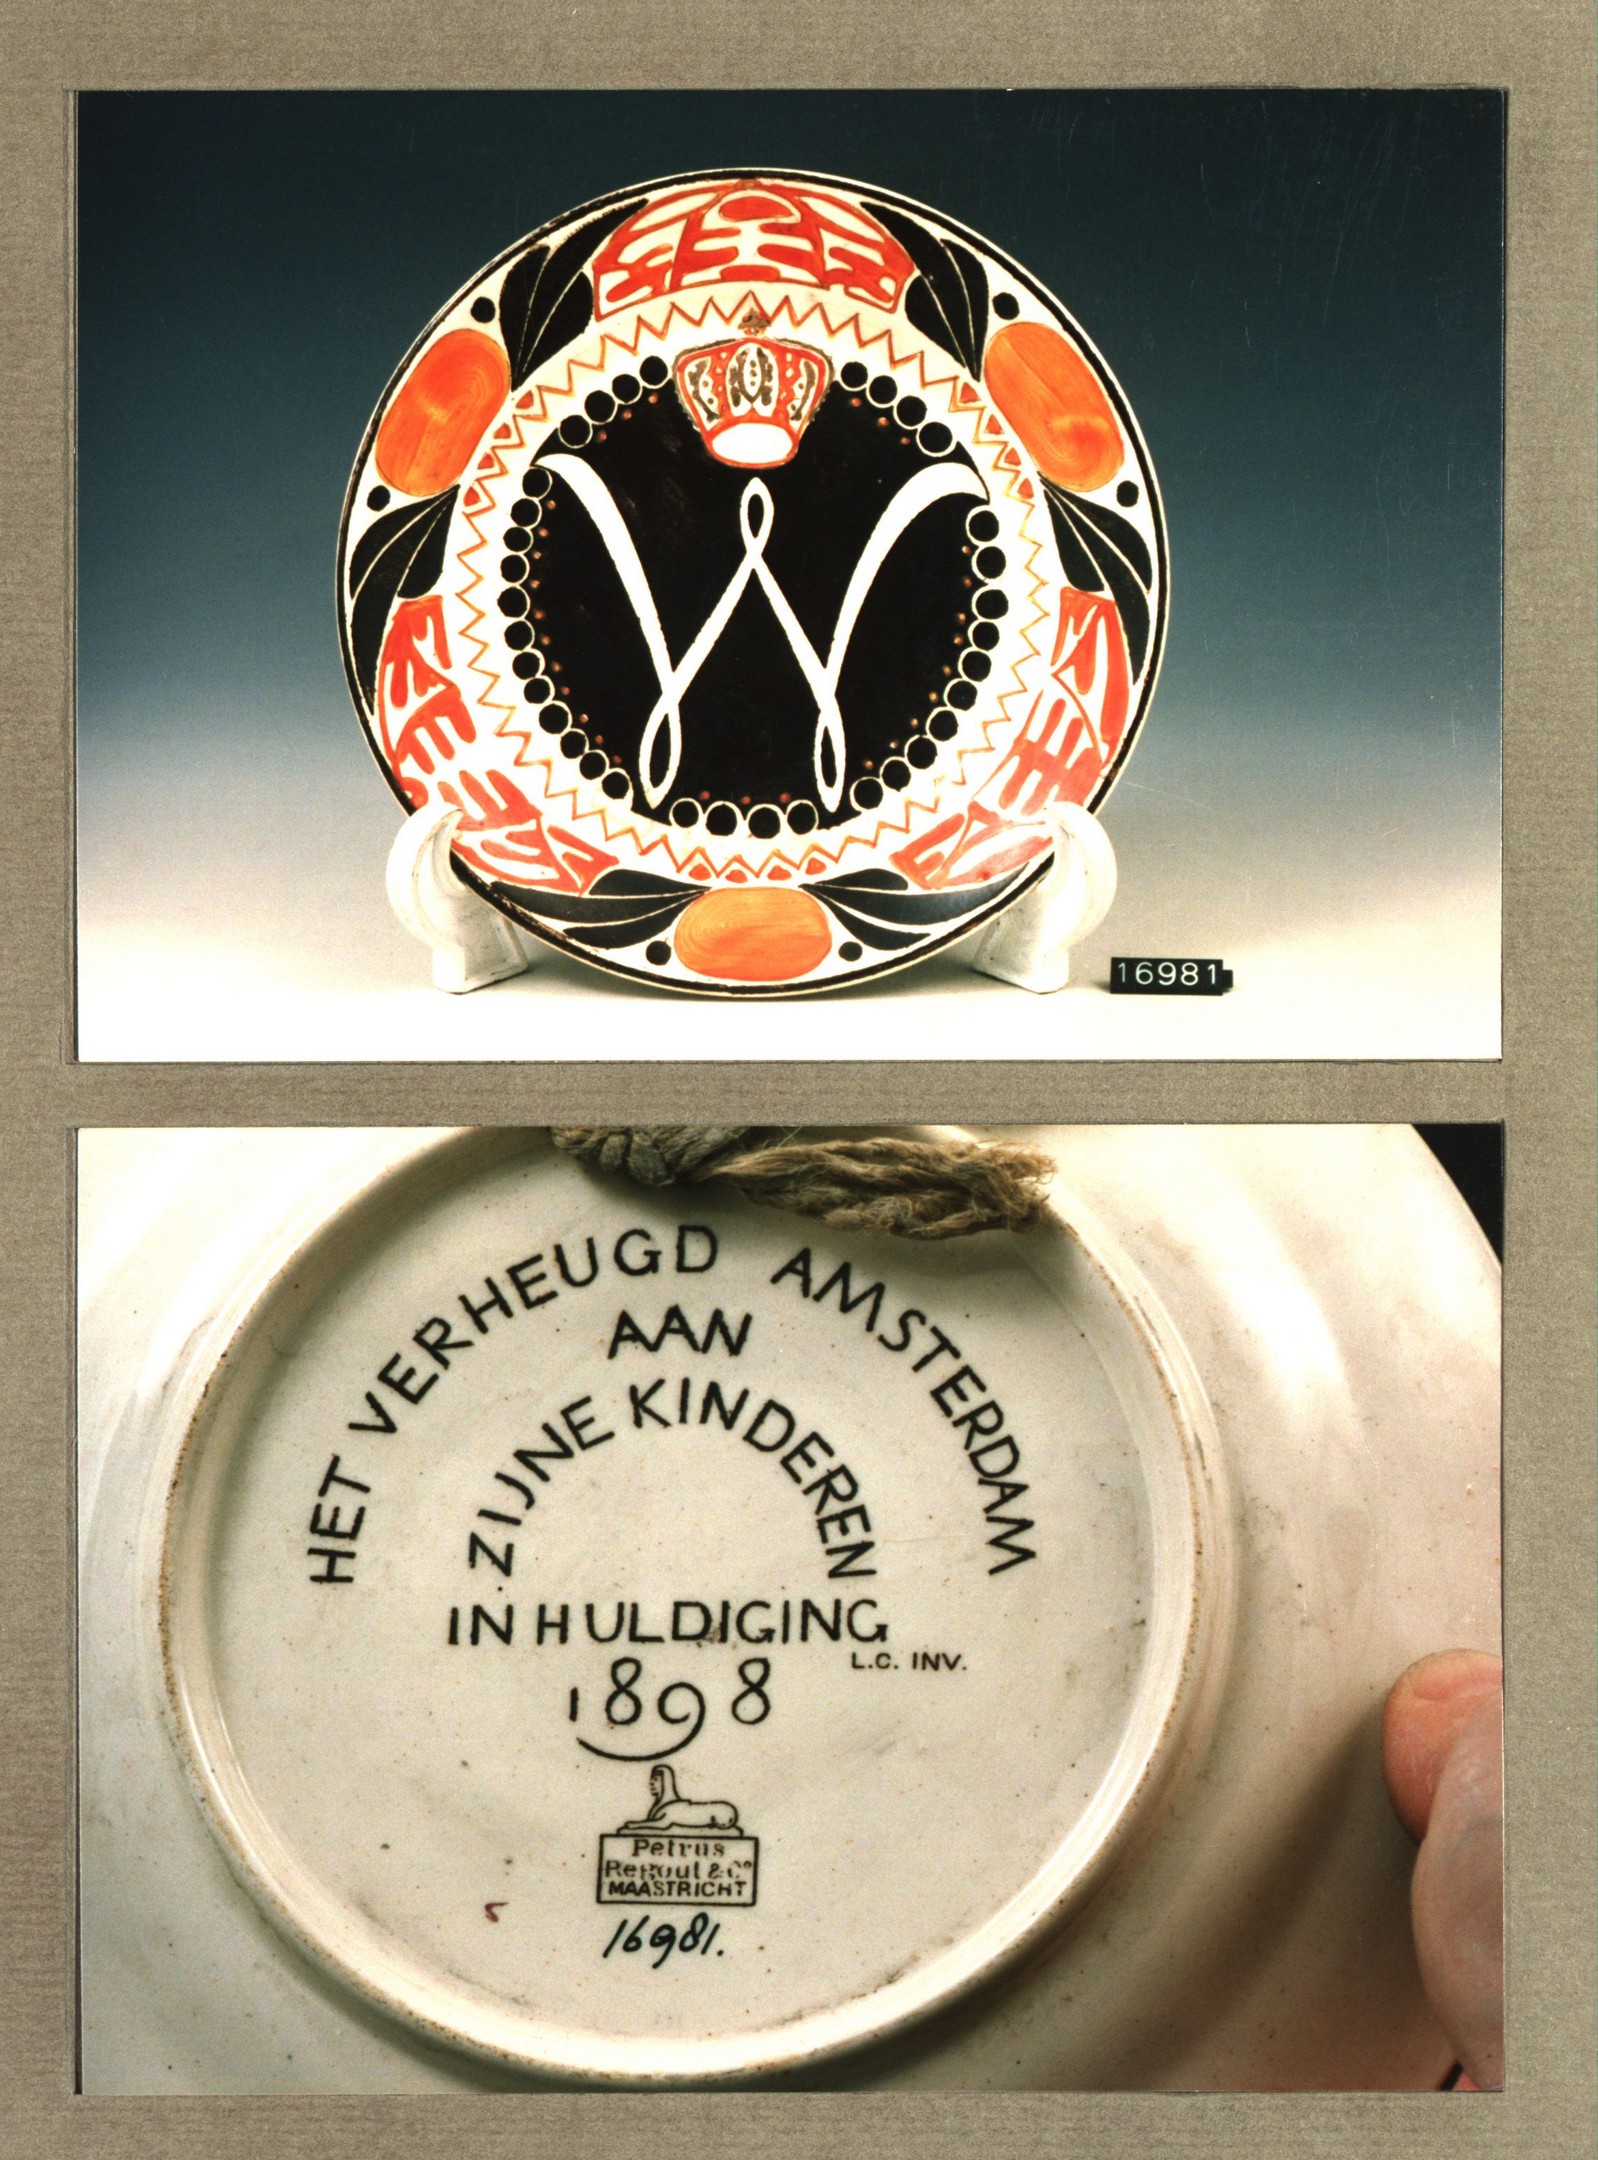 W
16981
HET VERHEUGD AMSTERDAM
AAN
ZIJNE KINDEREN
IN HULDIGING
L.C. INV.
1898
Petrus
Regout & Co
MAASTRICHT
16981.